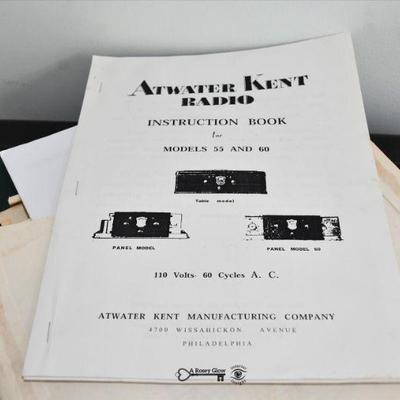 ATWATER KENT
RADIO
INSTRUCTION BOOK
for
MODELS 55 AND 60
Table model
PANEL MODEL
PANEL MODEL 60
110 Volts- 60 Cycles A. C.
ATWATER KENT MANUFACTURING COMPANY
4700 WISSAHICKON AVENUE
PHILADELPHIA
A Rosey Glow